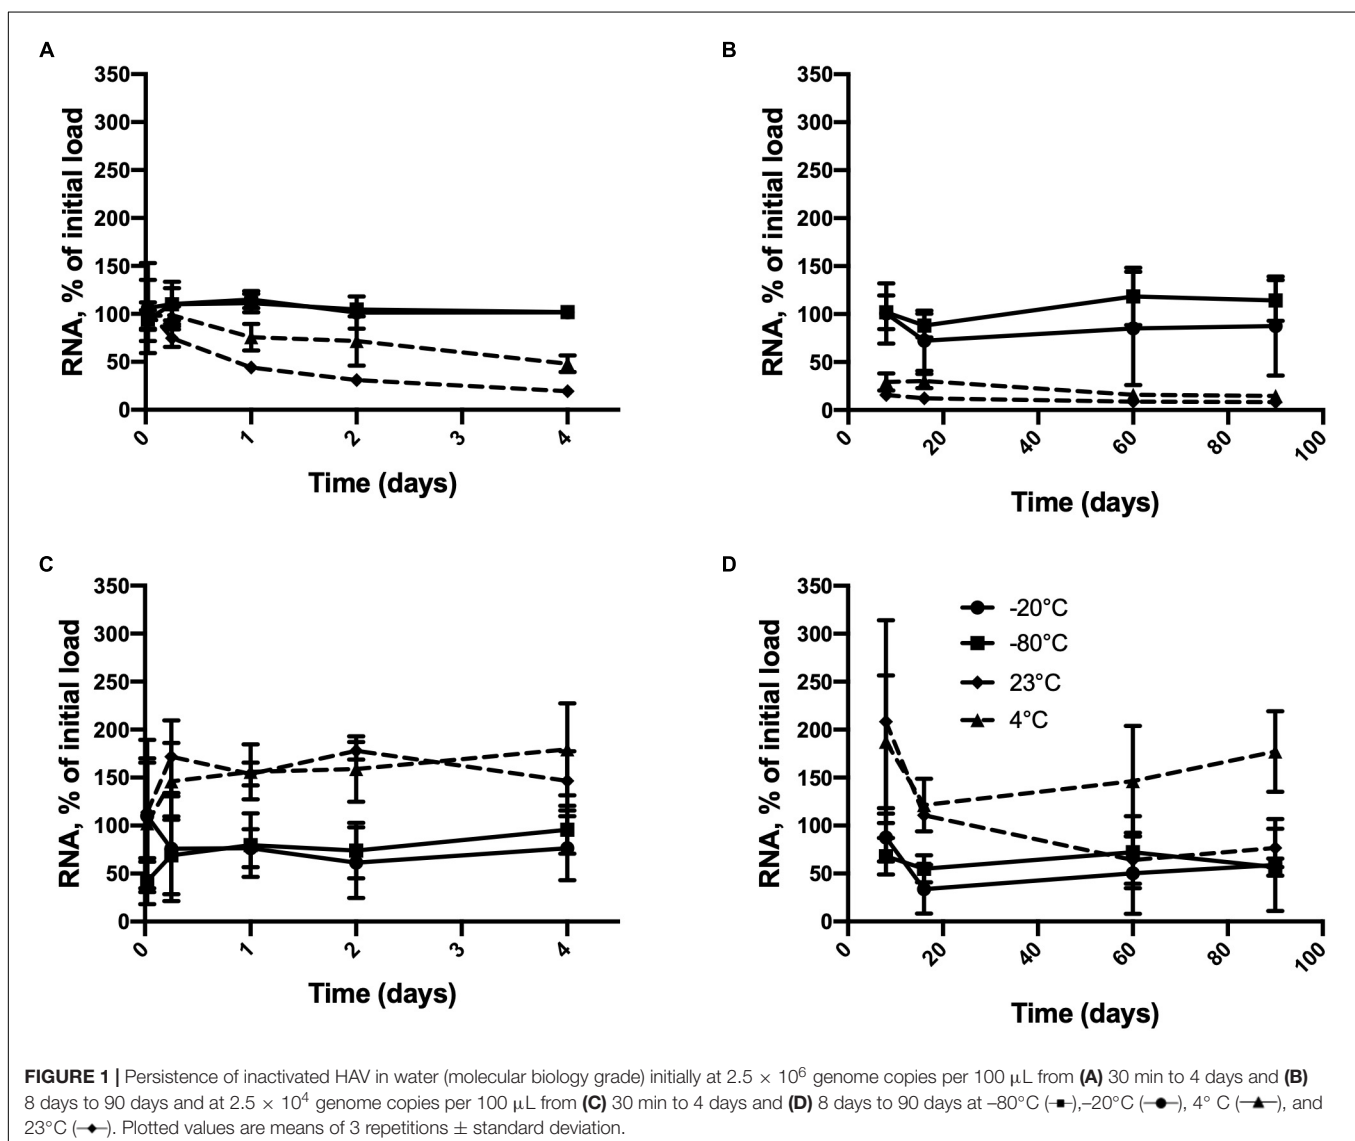 A
RNA, % of initial load
350
300
250
200
150
100
50
0
0 1 2 3 4
Time (days)
B
RNA, % of initial load
350
300
250
200
150
100
50
0
0 20 40 60 80 100
Time (days)
C
RNA, % of initial load
350
300
250
200
150
100
50
0
0 1 2 3 4
Time (days)
D
RNA, % of initial load
350
300
250
200
150
100
50
0
0 20 40 60 80 100
Time (days)
-20°C
-80°C
23°C
4°C
FIGURE 1 | Persistence of inactivated HAV in water (molecular biology grade) initially at 2.5 × 10⁶ genome copies per 100 μL from (A) 30 min to 4 days and (B)
8 days to 90 days and at 2.5 × 10⁴ genome copies per 100 μL from (C) 30 min to 4 days and (D) 8 days to 90 days at –80°C (–■–),–20°C (–●–), 4° C (–▲–), and
23°C (–◆–). Plotted values are means of 3 repetitions ± standard deviation.